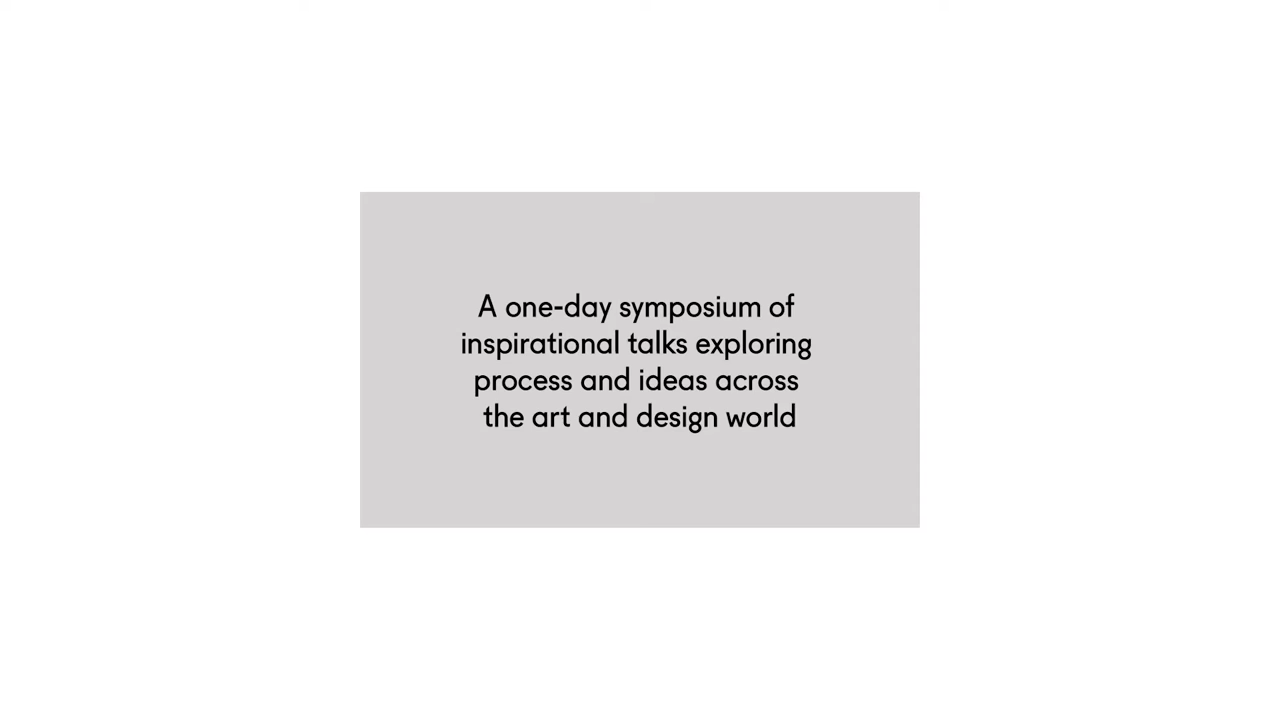 A one-day symposium of
inspirational talks exploring
process and ideas across
the art and design world